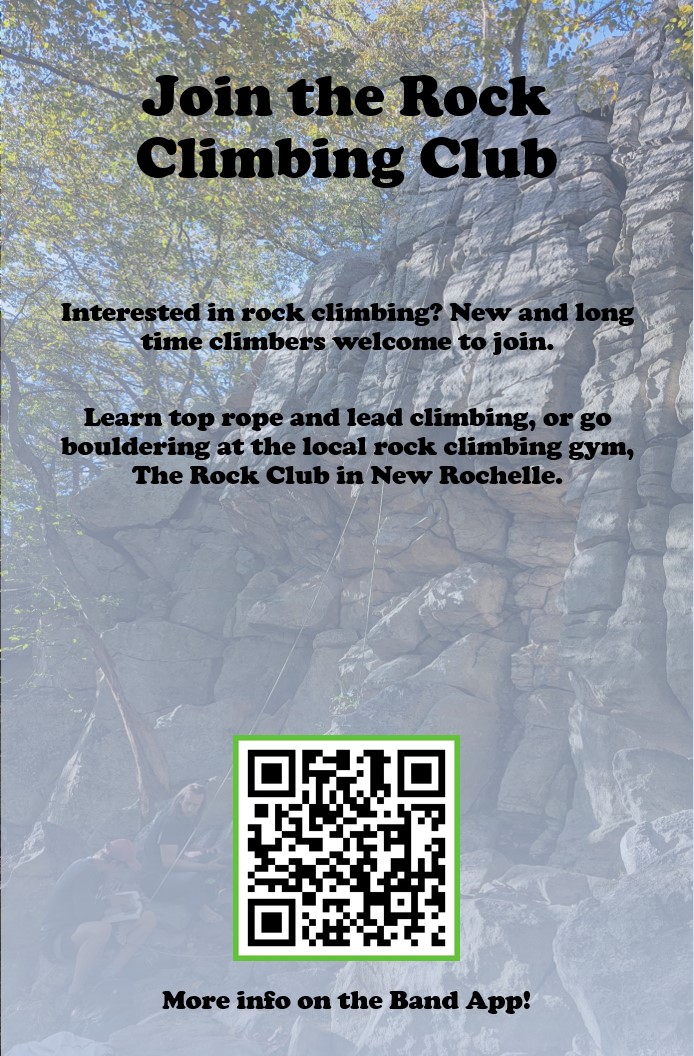 Join the Rock
Climbing Club
Interested in rock climbing? New and long
time climbers welcome to join.
Learn top rope and lead climbing, or go
bouldering at the local rock climbing gym,
The Rock Club in New Rochelle.
More info on the Band App!